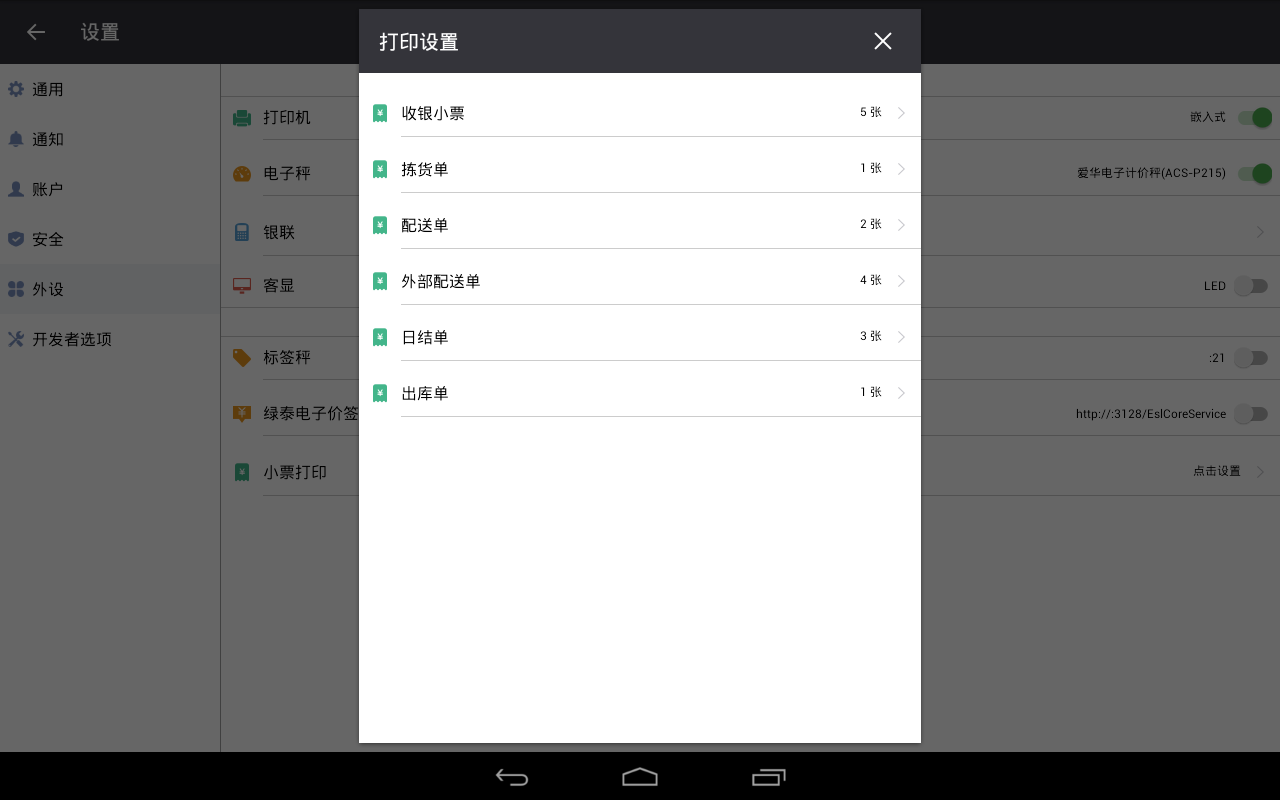 设置
通用
通知
账户
安全
外设
开发者选项
打印机
嵌入式
电子秤
爱华电子计价秤(ACS-P215)
银联
客显
LED
标签秤
:21
绿泰电子价签
http://:3128/EslCoreService
小票打印
点击设置
打印设置
收银小票
5 张
拣货单
1 张
配送单
2 张
外部配送单
4 张
日结单
3 张
出库单
1 张